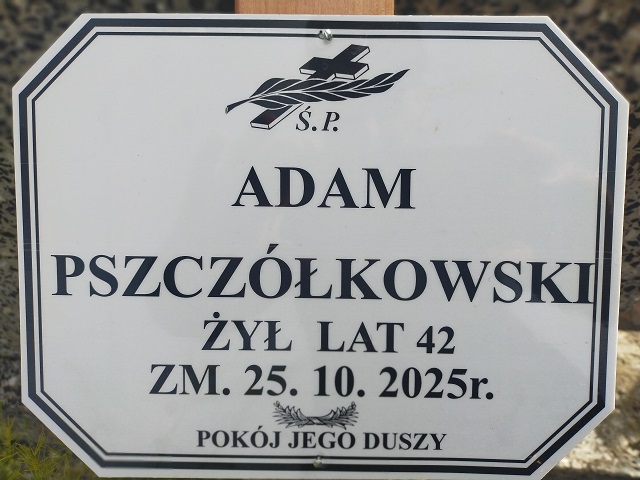 Ś.P.
ADAM
PSZCZÓŁKOWSKI
ŻYŁ LAT 42
ZM. 25. 10. 2025r.
POKÓJ JEGO DUSZY